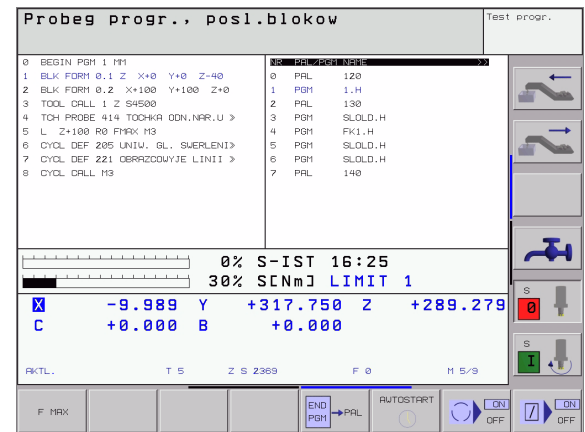 Probeg progr., posl.blokow
Test progr.
0 BEGIN PGM 1 MM
1 BLK FORM 0.1 Z X+0 Y+0 Z-40
2 BLK FORM 0.2 X+100 Y+100 Z+0
3 TOOL CALL 1 Z S4500
4 TCH PROBE 414 TOCHKA ODN.NAR.U »
5 L Z+100 R0 FMAX M3
6 CYCL DEF 205 UNIW. GL. SWERLENI»
7 CYCL DEF 221 OBRAZCOWYJE LINII »
8 CYCL CALL M3
NR PAL/PGM NAME >>
0 PAL 120
1 PGM 1.H
2 PAL 130
3 PGM SLOLD.H
4 PGM FK1.H
5 PGM SLOLD.H
6 PGM SLOLD.H
7 PAL 140
0% S-IST 16:25
30% S[Nm] LIMIT 1
X -9.989 Y +317.750 Z +289.279
C +0.000 B +0.000
AKTL. T 5 Z S 2369 F 0 M 5/9
S
0
S
I
F MAX
END PGM →PAL
AUTOSTART
ON
OFF
ON
OFF